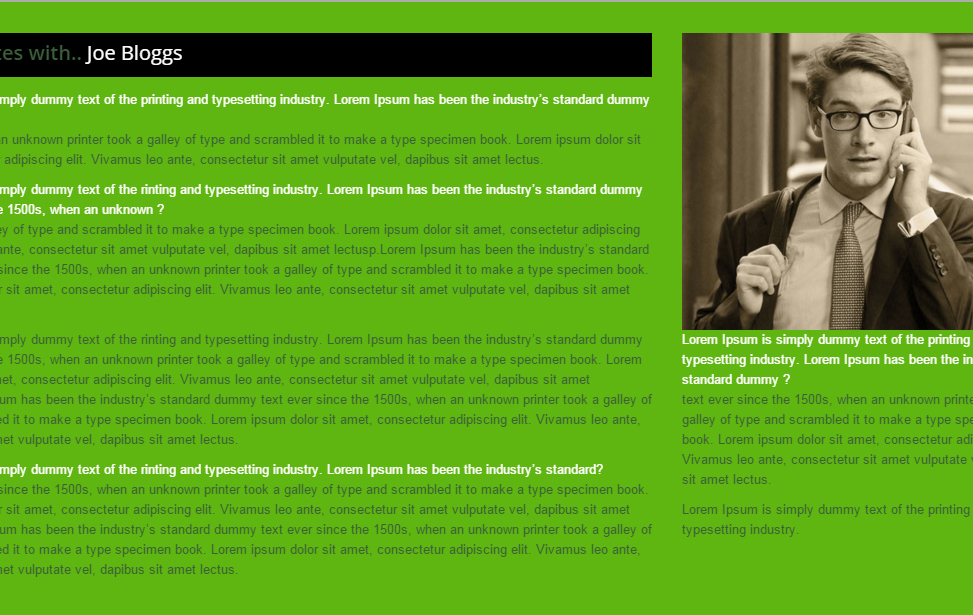 tes with.. Joe Bloggs
mply dummy text of the printing and typesetting industry. Lorem Ipsum has been the industry's standard dummy
an unknown printer took a galley of type and scrambled it to make a type specimen book. Lorem ipsum dolor sit
r adipiscing elit. Vivamus leo ante, consectetur sit amet vulputate vel, dapibus sit amet lectus.
mply dummy text of the rinting and typesetting industry. Lorem Ipsum has been the industry's standard dummy
e 1500s, when an unknown ?
ey of type and scrambled it to make a type specimen book. Lorem ipsum dolor sit amet, consectetur adipiscing
ante, consectetur sit amet vulputate vel, dapibus sit amet lectusp.Lorem Ipsum has been the industry's standard
since the 1500s, when an unknown printer took a galley of type and scrambled it to make a type specimen book.
r sit amet, consectetur adipiscing elit. Vivamus leo ante, consectetur sit amet vulputate vel, dapibus sit amet
mply dummy text of the rinting and typesetting industry. Lorem Ipsum has been the industry's standard dummy
e 1500s, when an unknown printer took a galley of type and scrambled it to make a type specimen book. Lorem
met, consectetur adipiscing elit. Vivamus leo ante, consectetur sit amet vulputate vel, dapibus sit amet
um has been the industry's standard dummy text ever since the 1500s, when an unknown printer took a galley of
ed it to make a type specimen book. Lorem ipsum dolor sit amet, consectetur adipiscing elit. Vivamus leo ante,
met vulputate vel, dapibus sit amet lectus.
mply dummy text of the rinting and typesetting industry. Lorem Ipsum has been the industry's standard?
since the 1500s, when an unknown printer took a galley of type and scrambled it to make a type specimen book.
r sit amet, consectetur adipiscing elit. Vivamus leo ante, consectetur sit amet vulputate vel, dapibus sit amet
um has been the industry's standard dummy text ever since the 1500s, when an unknown printer took a galley of
ed it to make a type specimen book. Lorem ipsum dolor sit amet, consectetur adipiscing elit. Vivamus leo ante,
met vulputate vel, dapibus sit amet lectus.
Lorem Ipsum is simply dummy text of the printing
typesetting industry. Lorem Ipsum has been the in
standard dummy ?
text ever since the 1500s, when an unknown printe
galley of type and scrambled it to make a type spe
book. Lorem ipsum dolor sit amet, consectetur adi
Vivamus leo ante, consectetur sit amet vulputate v
sit amet lectus.
Lorem Ipsum is simply dummy text of the printing
typesetting industry.